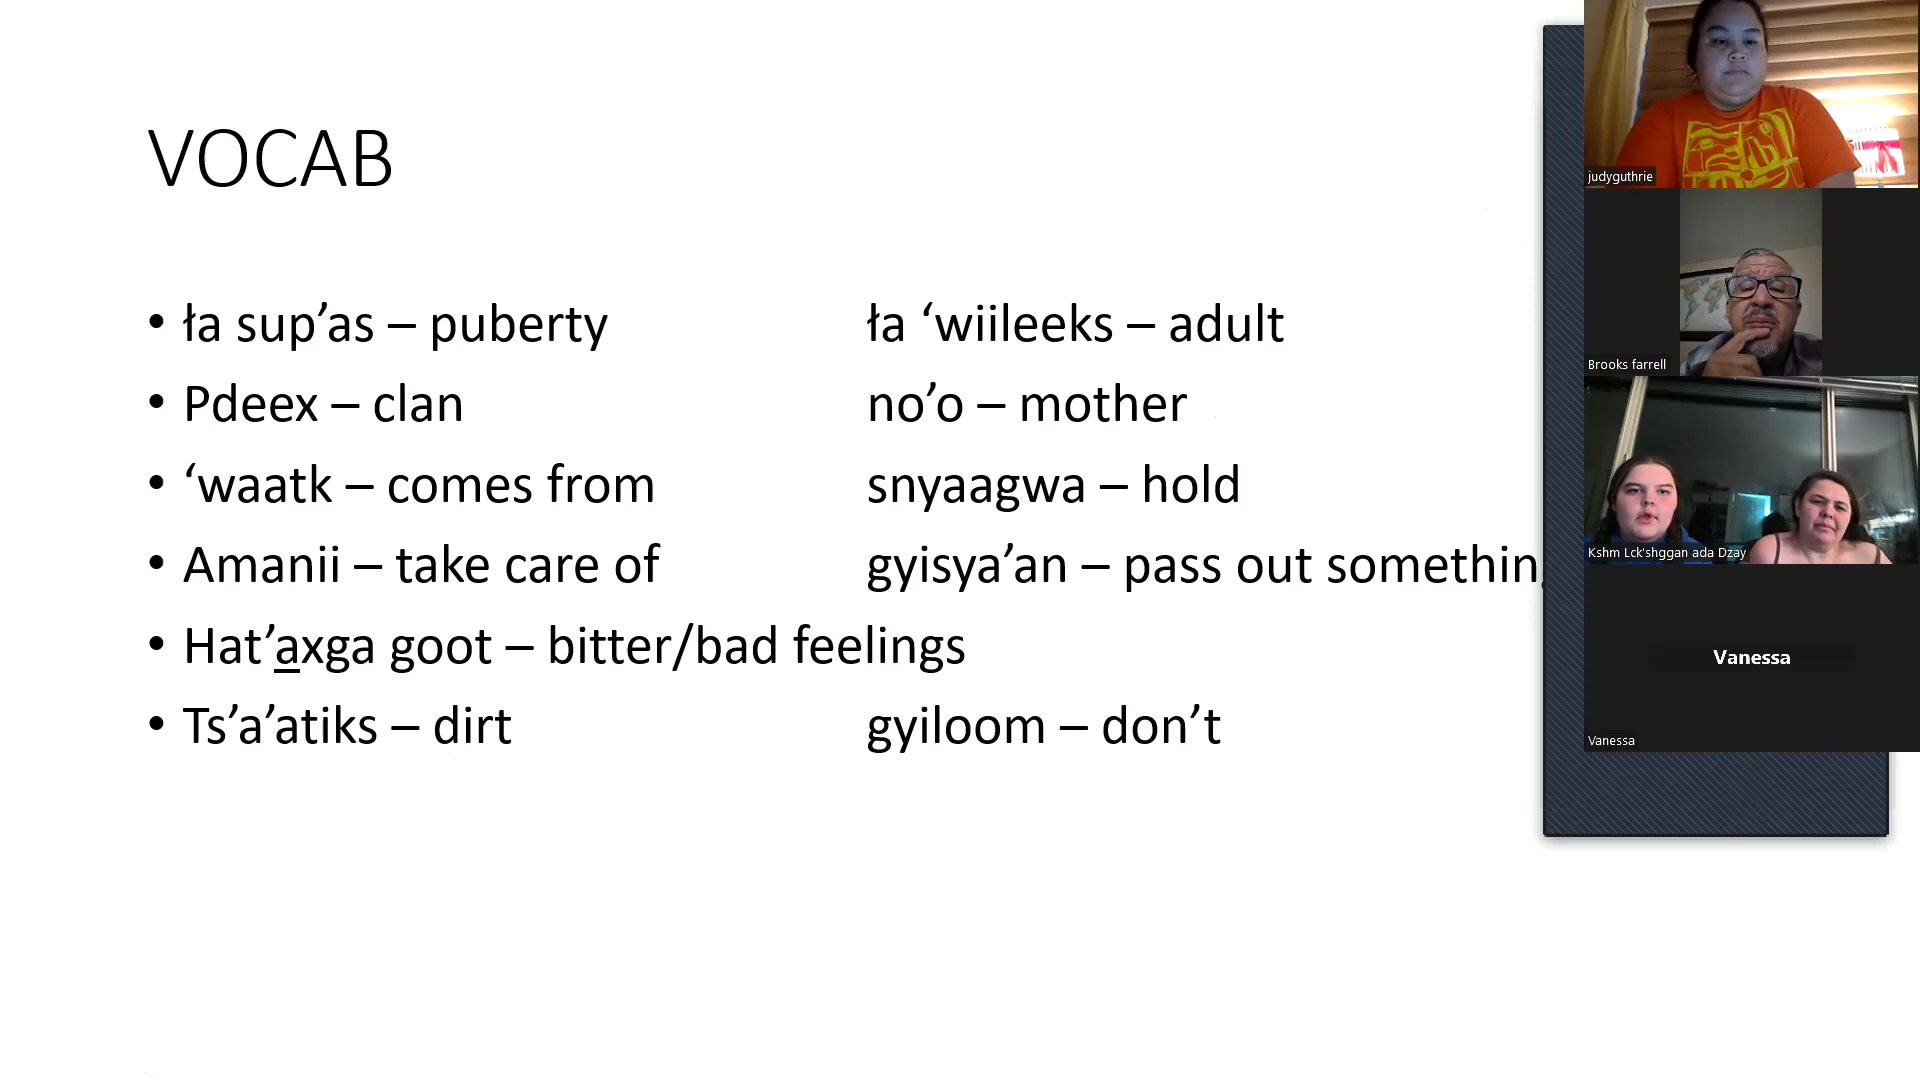 VOCAB
• ła sup’as – puberty ła ‘wiileeks – adult
• Pdeex – clan no’o – mother
• ‘waatk – comes from snyaagwa – hold
• Amanii – take care of gyisya’an – pass out somethin
• Hat’a̲xga goot – bitter/bad feelings
• Ts’a’atiks – dirt gyiloom – don’t
judyguthrie
Brooks farrell
Kshm Lck'shggan ada Dzay
Vanessa
Vanessa